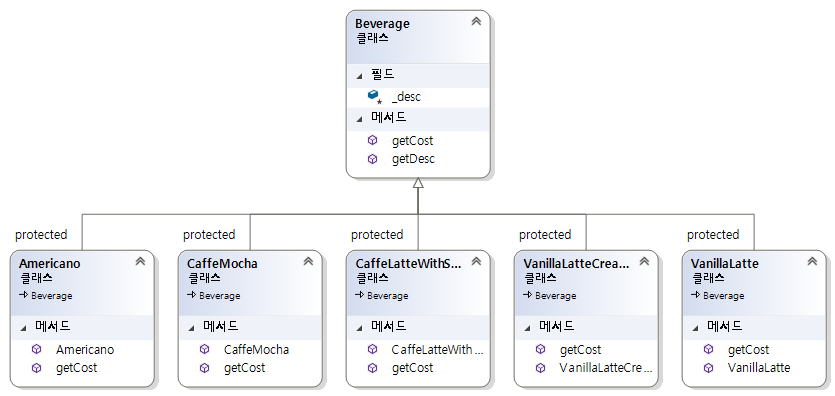 Beverage
클래스
필드
_desc
메서드
getCost
getDesc
protected
protected
protected
protected
protected
Americano
클래스
Beverage
메서드
Americano
getCost
CaffeMocha
클래스
Beverage
메서드
CaffeMocha
getCost
CaffeLatteWithS...
클래스
Beverage
메서드
CaffeLatteWith ...
getCost
VanillaLatteCrea...
클래스
Beverage
메서드
getCost
VanillaLatteCre...
VanillaLatte
클래스
Beverage
메서드
getCost
VanillaLatte